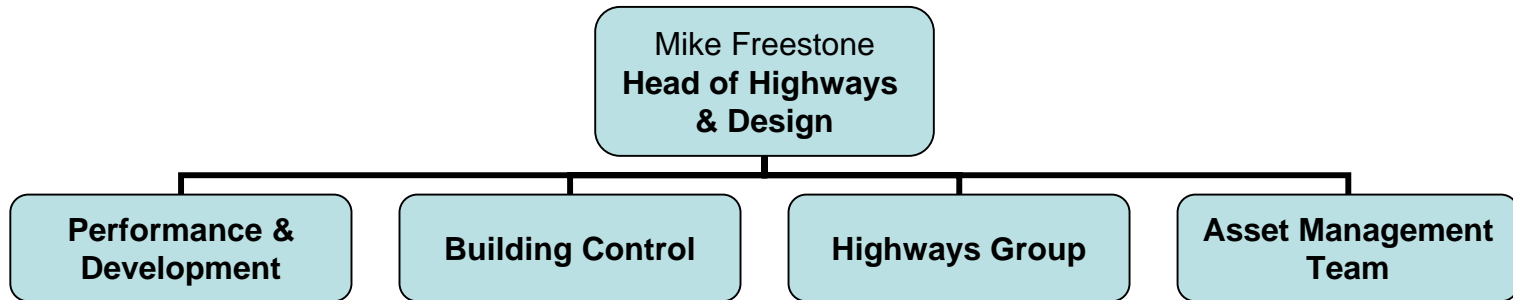 Mike Freestone
Head of Highways
& Design
Performance &
Development
Building Control
Highways Group
Asset Management
Team